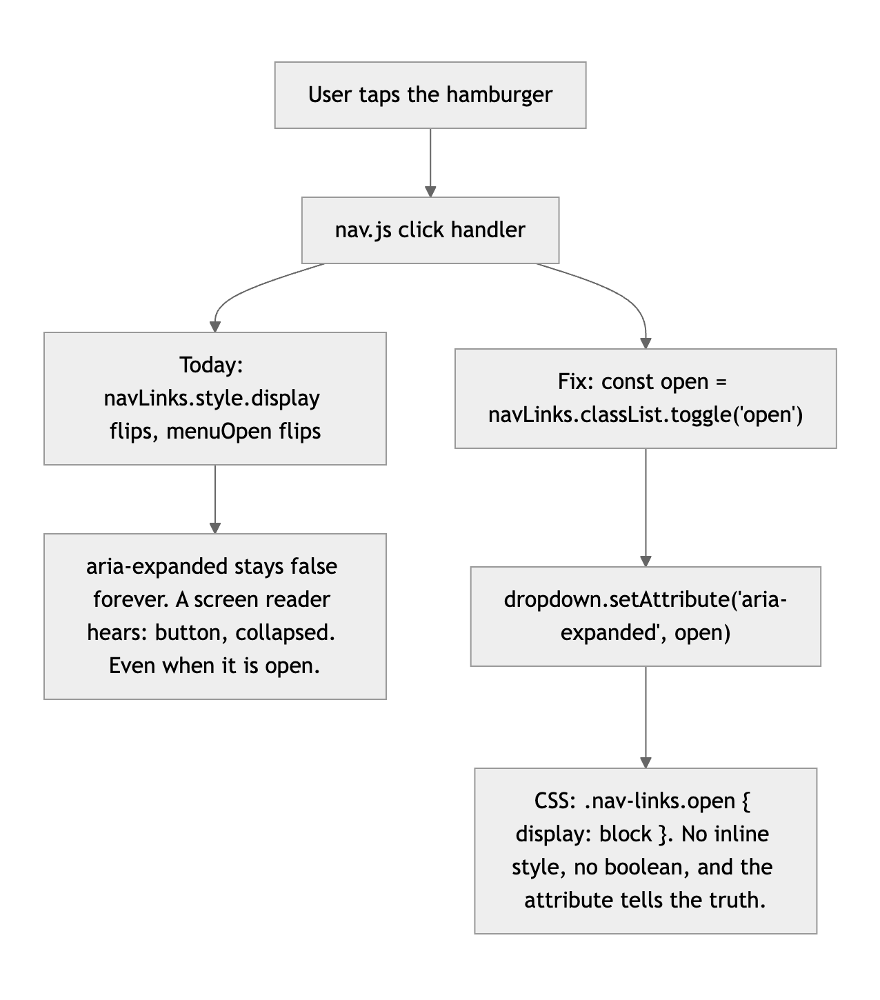 User taps the hamburger
nav.js click handler
Today:
navLinks.style.display
flips, menuOpen flips
Fix: const open =
navLinks.classList.toggle('open')
aria-expanded stays false
forever. A screen reader
hears: button, collapsed.
Even when it is open.
dropdown.setAttribute('aria-
expanded', open)
CSS: .nav-links.open {
display: block }. No inline
style, no boolean, and the
attribute tells the truth.